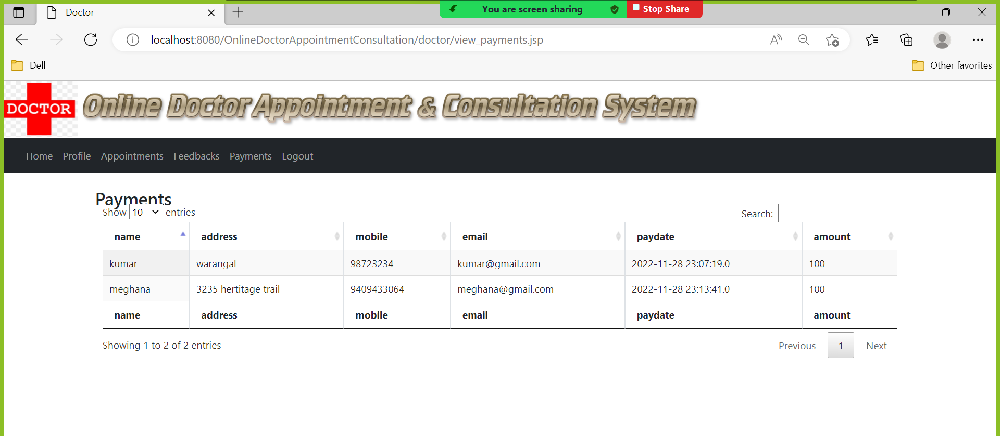 Doctor
You are screen sharing
Stop Share
localhost:8080/OnlineDoctorAppointmentConsultation/doctor/view_payments.jsp
Dell
Other favorites
DOCTOR
Online Doctor Appointment & Consultation System
Home Profile Appointments Feedbacks Payments Logout
Payments
Show 10 entries
Search:
name address mobile email paydate amount
kumar warangal 98723234 kumar@gmail.com 2022-11-28 23:07:19.0 100
meghana 3235 hertitage trail 9409433064 meghana@gmail.com 2022-11-28 23:13:41.0 100
name address mobile email paydate amount
Showing 1 to 2 of 2 entries
Previous 1 Next